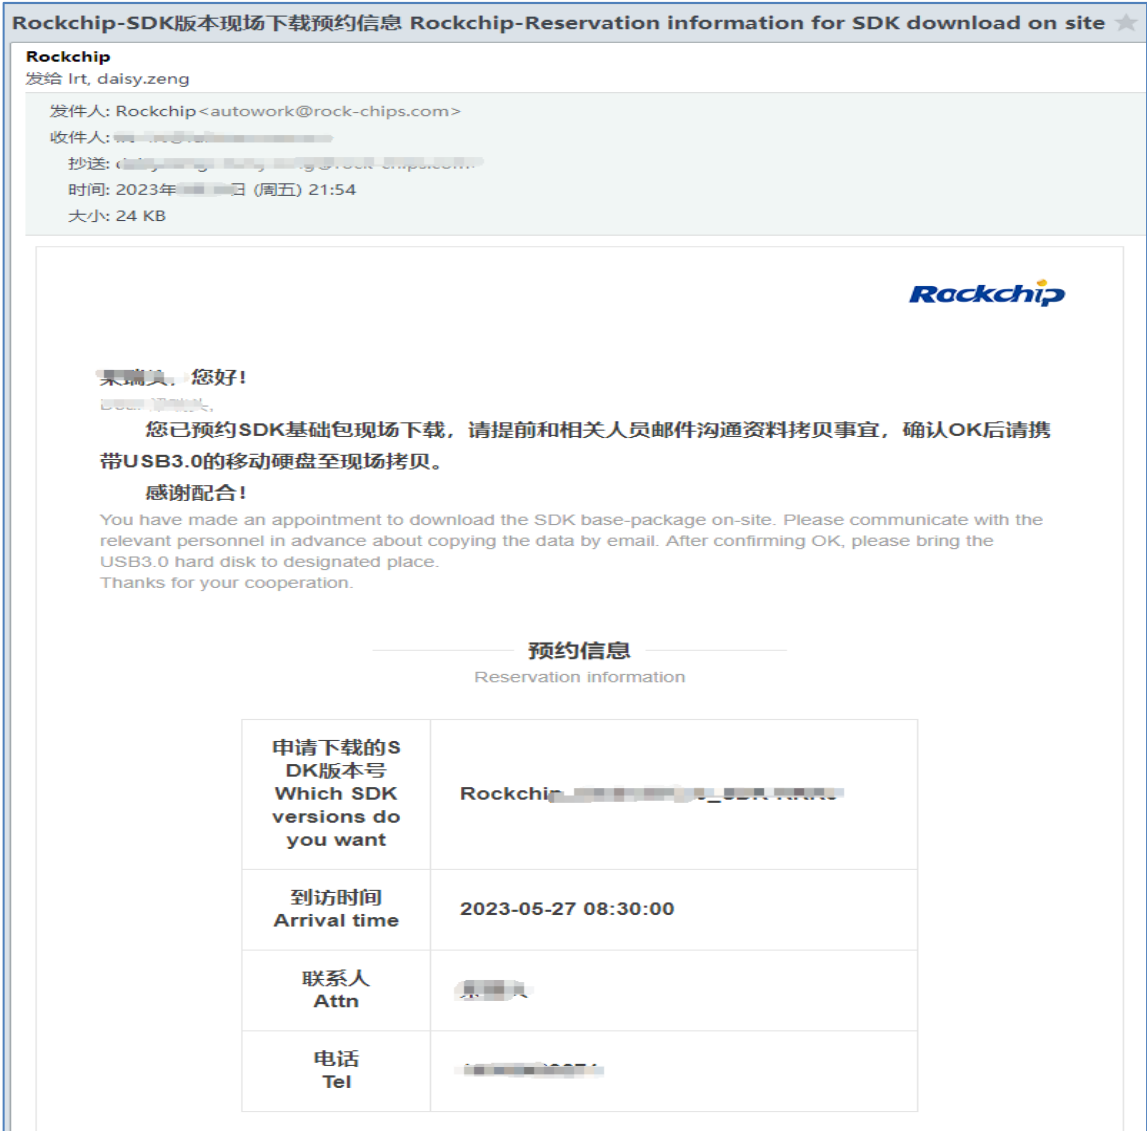 Rockchip-SDK版本现场下载预约信息 Rockchip-Reservation information for SDK download on site
Rockchip
发给 lrt, daisy.zeng
发件人: Rockchip<autowork@rock-chips.com>
收件人:
抄送:
时间: 2023年 日 (周五) 21:54
大小: 24 KB
Rockchip
您好!
您已预约SDK基础包现场下载，请提前和相关人员邮件沟通资料拷贝事宜，确认OK后请携
带USB3.0的移动硬盘至现场拷贝。
感谢配合!
You have made an appointment to download the SDK base-package on-site. Please communicate with the
relevant personnel in advance about copying the data by email. After confirming OK, please bring the
USB3.0 hard disk to designated place.
Thanks for your cooperation.
预约信息
Reservation information
申请下载的S
DK版本号
Which SDK
versions do
you want
Rockchip
到访时间
Arrival time
2023-05-27 08:30:00
联系人
Attn
电话
Tel